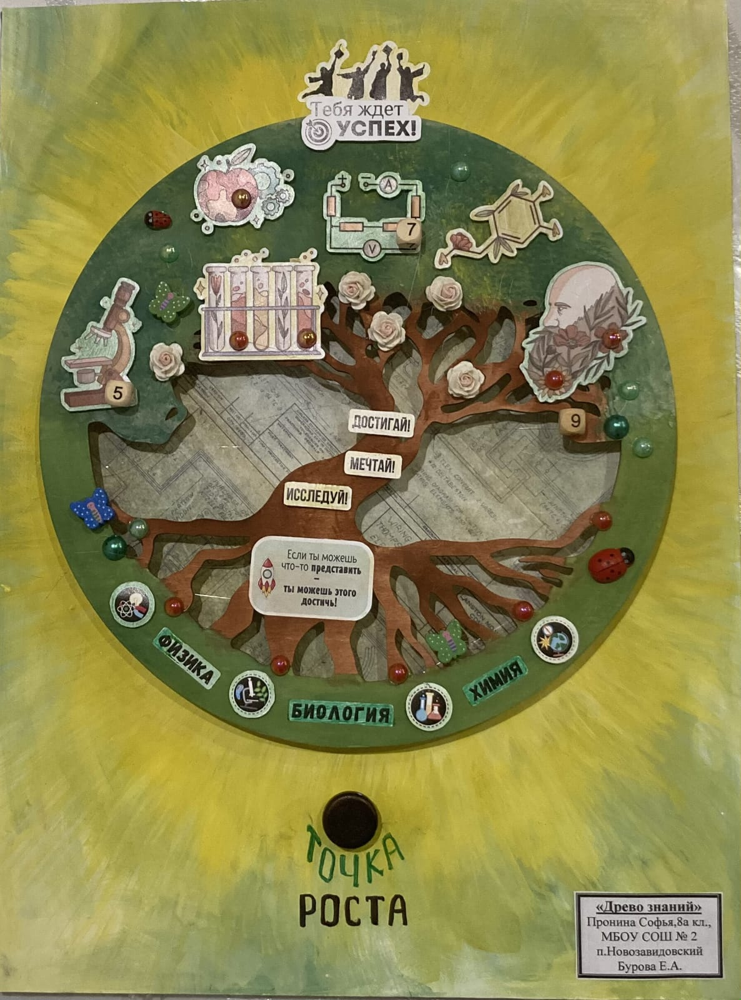 Тебя ждет
УСПЕХ!
+ − A
V
7
5
9
ДОСТИГАЙ!
МЕЧТАЙ!
ИССЛЕДУЙ!
Если ты можешь
что-то представить
–
ты можешь этого
достичь!
ФИЗИКА
БИОЛОГИЯ
ХИМИЯ
ТОЧКА
РОСТА
«Древо знаний»
Пронина Софья,8а кл.,
МБОУ СОШ № 2
п.Новозавидовский
Бурова Е.А.